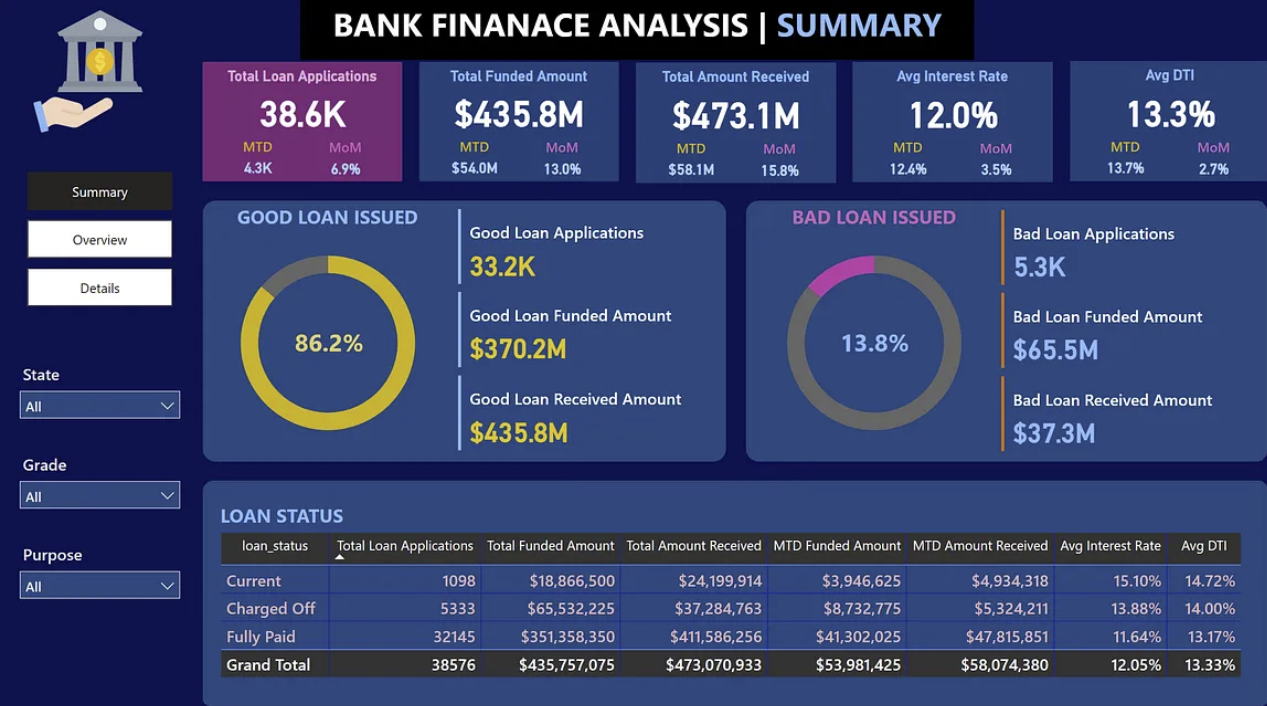 BANK FINANACE ANALYSIS | SUMMARY
$
Total Loan Applications
38.6K
MTD MoM
4.3K 6.9%
Total Funded Amount
$435.8M
MTD MoM
$54.0M 13.0%
Total Amount Received
$473.1M
MTD MoM
$58.1M 15.8%
Avg Interest Rate
12.0%
MTD MoM
12.4% 3.5%
Avg DTI
13.3%
MTD MoM
13.7% 2.7%
Summary
Overview
Details
State
All
Grade
All
Purpose
All
GOOD LOAN ISSUED
86.2%
Good Loan Applications
33.2K
Good Loan Funded Amount
$370.2M
Good Loan Received Amount
$435.8M
BAD LOAN ISSUED
13.8%
Bad Loan Applications
5.3K
Bad Loan Funded Amount
$65.5M
Bad Loan Received Amount
$37.3M
LOAN STATUS
loan_status Total Loan Applications Total Funded Amount Total Amount Received MTD Funded Amount MTD Amount Received Avg Interest Rate Avg DTI
Current 1098 $18,866,500 $24,199,914 $3,946,625 $4,934,318 15.10% 14.72%
Charged Off 5333 $65,532,225 $37,284,763 $8,732,775 $5,324,211 13.88% 14.00%
Fully Paid 32145 $351,358,350 $411,586,256 $41,302,025 $47,815,851 11.64% 13.17%
Grand Total 38576 $435,757,075 $473,070,933 $53,981,425 $58,074,380 12.05% 13.33%